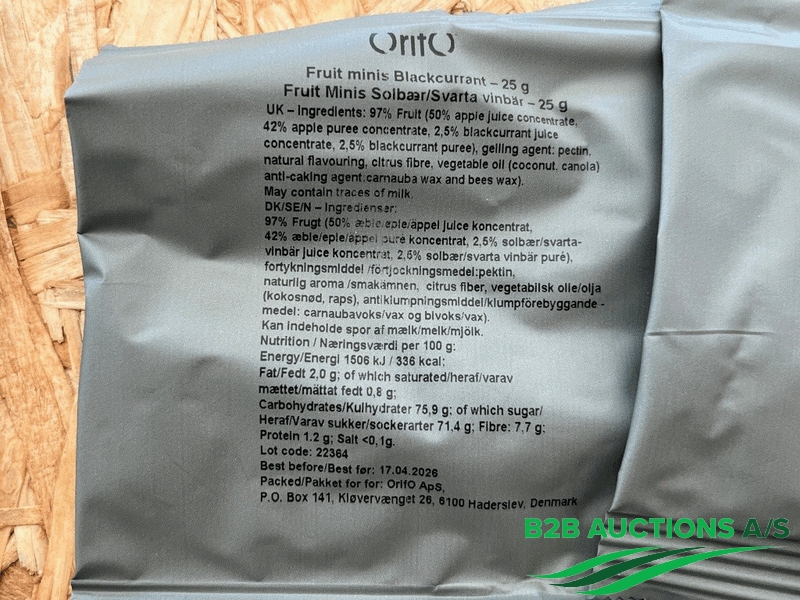 OrifO
Fruit minis Blackcurrant – 25 g
Fruit Minis Solbær/Svarta vinbär – 25 g
UK – Ingredients: 97% Fruit (50% apple juice concentrate,
42% apple puree concentrate, 2,5% blackcurrant juice
concentrate, 2,5% blackcurrant puree), gelling agent: pectin,
natural flavouring, citrus fibre, vegetable oil (coconut, canola)
anti-caking agent:carnauba wax and bees wax).
May contain traces of milk.
DK/SE/N – Ingredienser:
97% Frugt (50% æble/eple/äppel juice koncentrat,
42% æble/eple/äppel puré koncentrat, 2,5% solbær/svarta-
vinbär juice koncentrat, 2,5% solbær/svarta vinbär puré),
fortykningsmiddel /förtjockningsmedel:pektin,
naturlig aroma /smakämnen, citrus fiber, vegetabilsk olie/olja
(kokosnød, raps), antiklumpningsmiddel/klumpförebyggande -
medel: carnaubavoks/vax og bivoks/vax).
Kan indeholde spor af mælk/melk/mjölk.
Nutrition / Næringsværdi per 100 g:
Energy/Energi 1506 kJ / 336 kcal;
Fat/Fedt 2,0 g; of which saturated/heraf/varav
mættet/mättat fedt 0,8 g;
Carbohydrates/Kulhydrater 75,9 g; of which sugar/
Heraf/Varav sukker/sockerarter 71,4 g; Fibre: 7,7 g;
Protein 1.2 g; Salt <0,1g.
Lot code: 22364
Best before/Best før: 17.04.2026
Packed/Pakket for for: OrifO ApS,
P.O. Box 141, Kløvervænget 26, 6100 Haderslev, Denmark
B2B AUCTIONS A/S